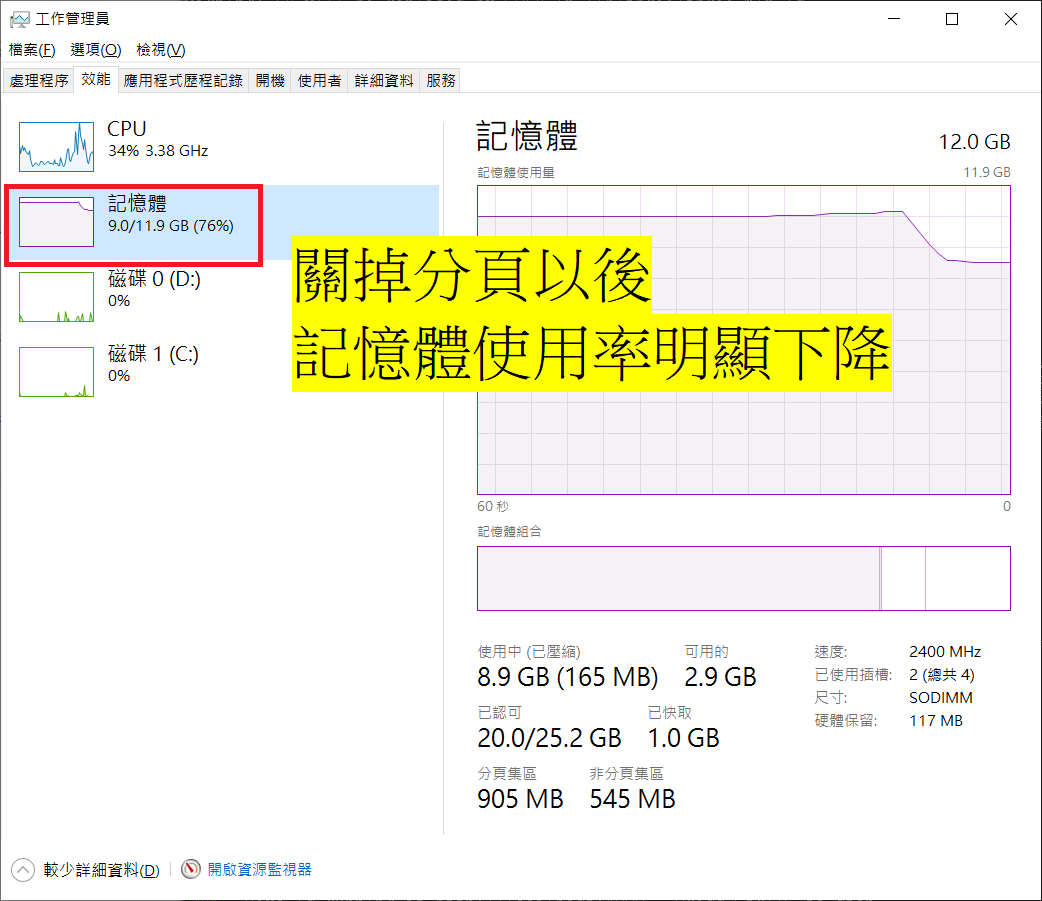 工作管理員
檔案(F) 選項(O) 檢視(V)
處理程序 效能 應用程式歷程記錄 開機 使用者 詳細資料 服務
CPU
34% 3.38 GHz
記憶體
9.0/11.9 GB (76%)
磁碟 0 (D:)
0%
磁碟 1 (C:)
0%
記憶體 12.0 GB
記憶體使用量 11.9 GB
關掉分頁以後
記憶體使用率明顯下降
60 秒 0
記憶體組合
使用中 (已壓縮) 可用的
8.9 GB (165 MB) 2.9 GB
已認可 已快取
20.0/25.2 GB 1.0 GB
分頁集區 非分頁集區
905 MB 545 MB
速度: 2400 MHz
已使用插槽: 2 (總共 4)
尺寸: SODIMM
硬體保留: 117 MB
較少詳細資料(D) 開啟資源監視器